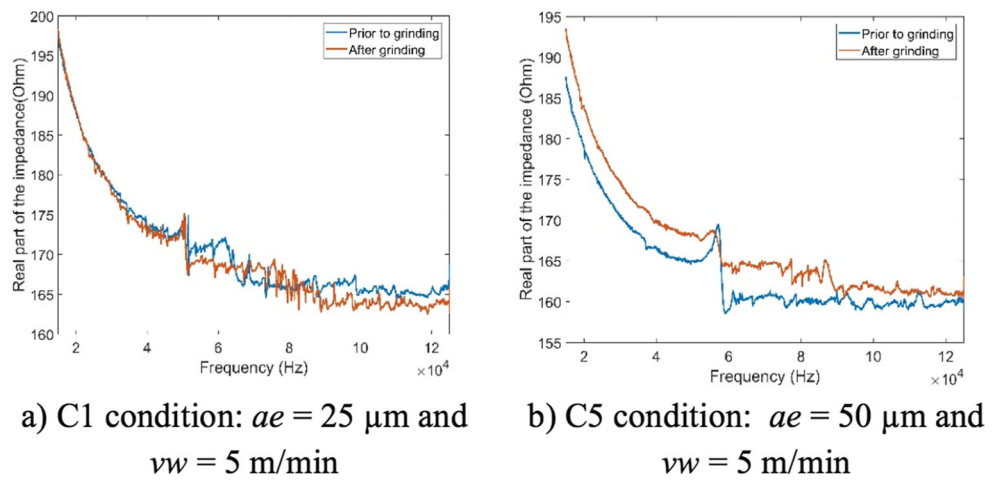 200
195
190
185
180
175
170
165
160
Real part of the impedance(Ohm)
Prior to grinding
After grinding
2 4 6 8 10 12
Frequency (Hz)
×10⁴
195
190
185
180
175
170
165
160
155
Real part of the impedance (Ohm)
Prior to grinding
After grinding
2 4 6 8 10 12
Frequency (Hz)
×10⁴
a) C1 condition: ae = 25 μm and
vw = 5 m/min
b) C5 condition: ae = 50 μm and
vw = 5 m/min